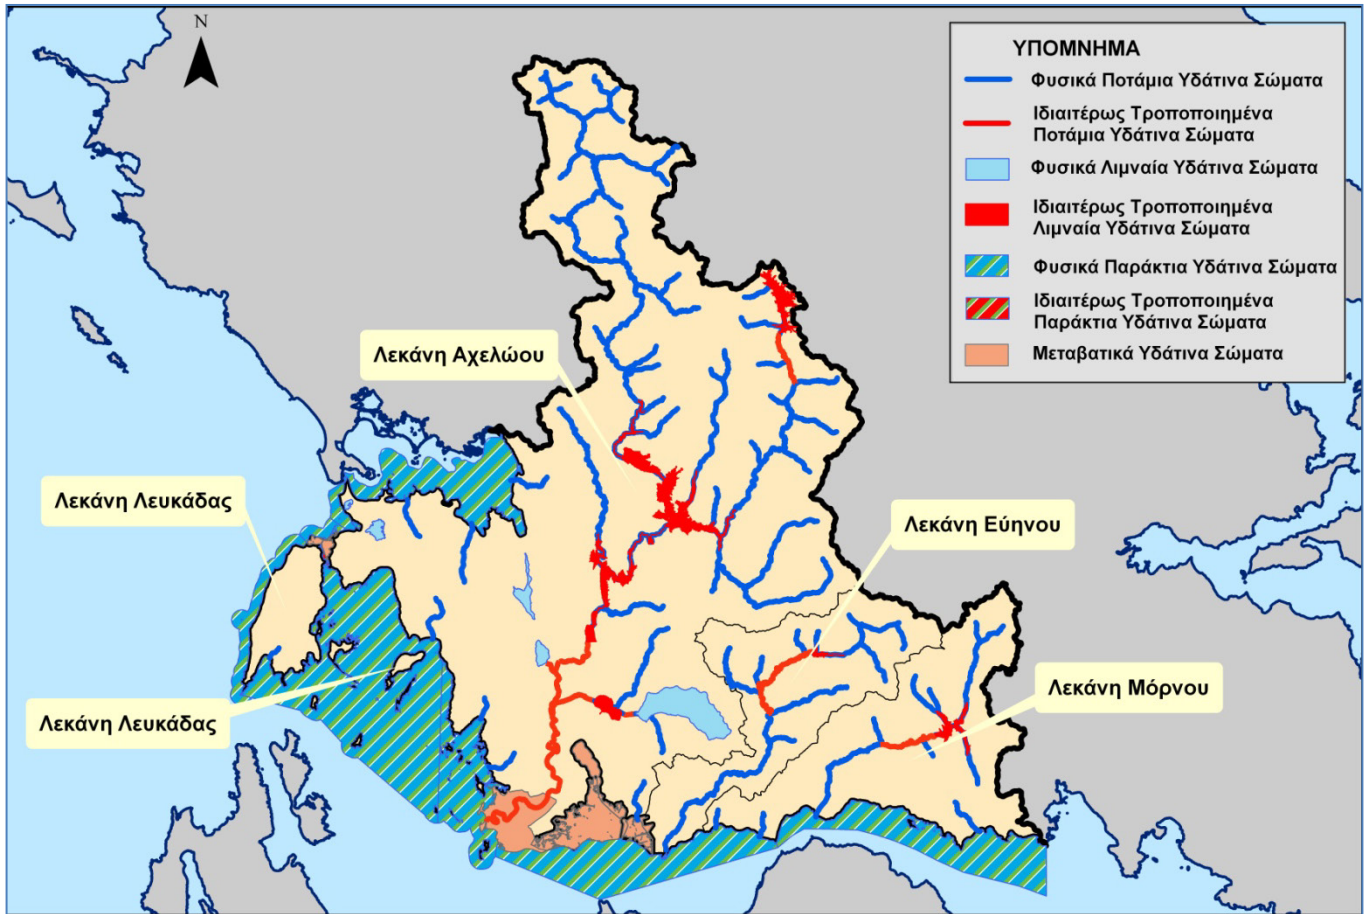 N
ΥΠΟΜΝΗΜΑ
Φυσικά Ποτάμια Υδάτινα Σώματα
Ιδιαιτέρως Τροποποιημένα
Ποτάμια Υδάτινα Σώματα
Φυσικά Λιμναία Υδάτινα Σώματα
Ιδιαιτέρως Τροποποιημένα
Λιμναία Υδάτινα Σώματα
Φυσικά Παράκτια Υδάτινα Σώματα
Ιδιαιτέρως Τροποποιημένα
Παράκτια Υδάτινα Σώματα
Μεταβατικά Υδάτινα Σώματα
Λεκάνη Αχελώου
Λεκάνη Λευκάδας
Λεκάνη Εύηνου
Λεκάνη Μόρνου
Λεκάνη Λευκάδας